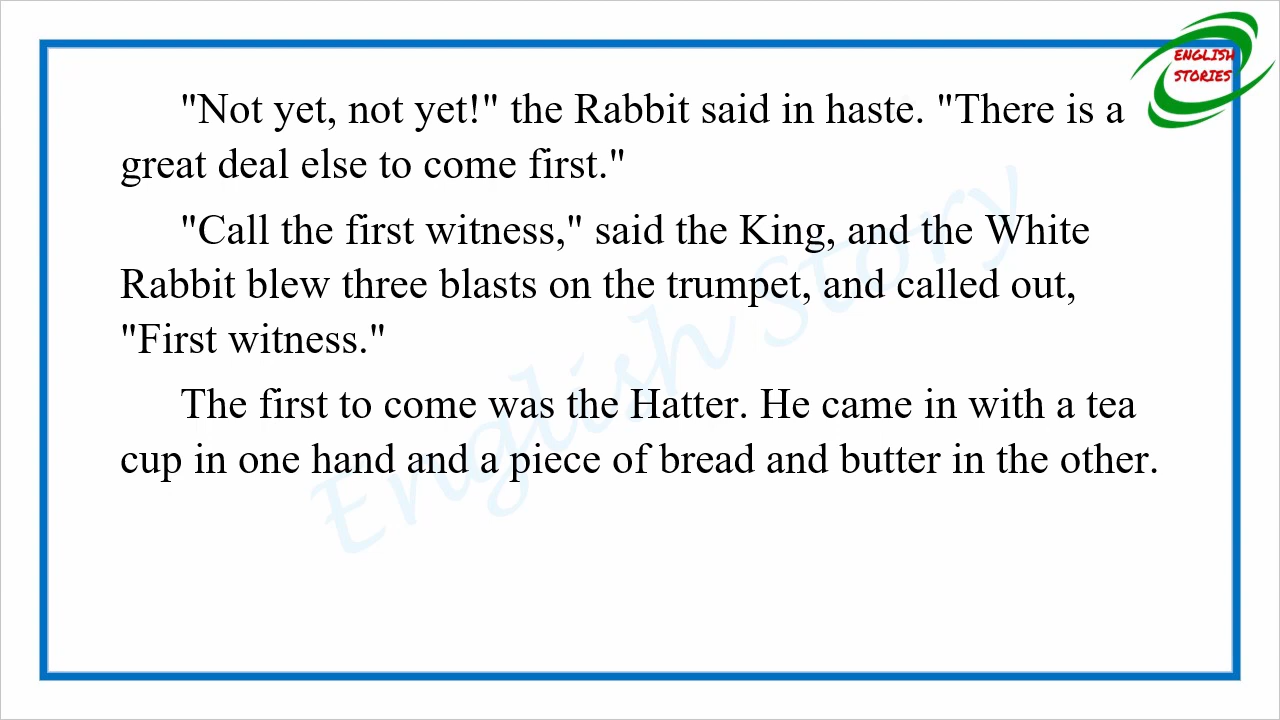 ENGLISH
STORIES
"Not yet, not yet!" the Rabbit said in haste. "There is a
great deal else to come first."
"Call the first witness," said the King, and the White
Rabbit blew three blasts on the trumpet, and called out,
"First witness."
The first to come was the Hatter. He came in with a tea
cup in one hand and a piece of bread and butter in the other.
English Story